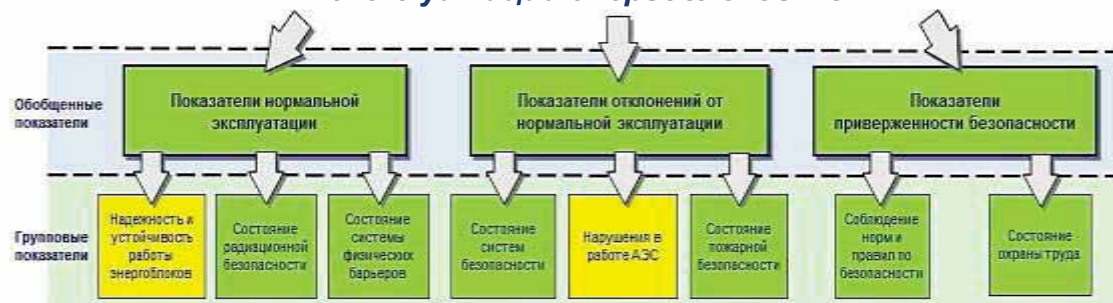 Обобщенные
показатели
Показатели нормальной
эксплуатации
Показатели отклонений от
нормальной эксплуатации
Показатели
приверженности безопасности
Групповые
показатели
Надежность и
устойчивость
работы
энергоблоков
Состояние
радиационной
безопасности
Состояние
системы
физических
барьеров
Состояние
систем
безопасности
Нарушения в
работе АЭС
Состояние
пожарной
безопасности
Соблюдение
норм и
правил по
безопасности
Состояние
охраны труда